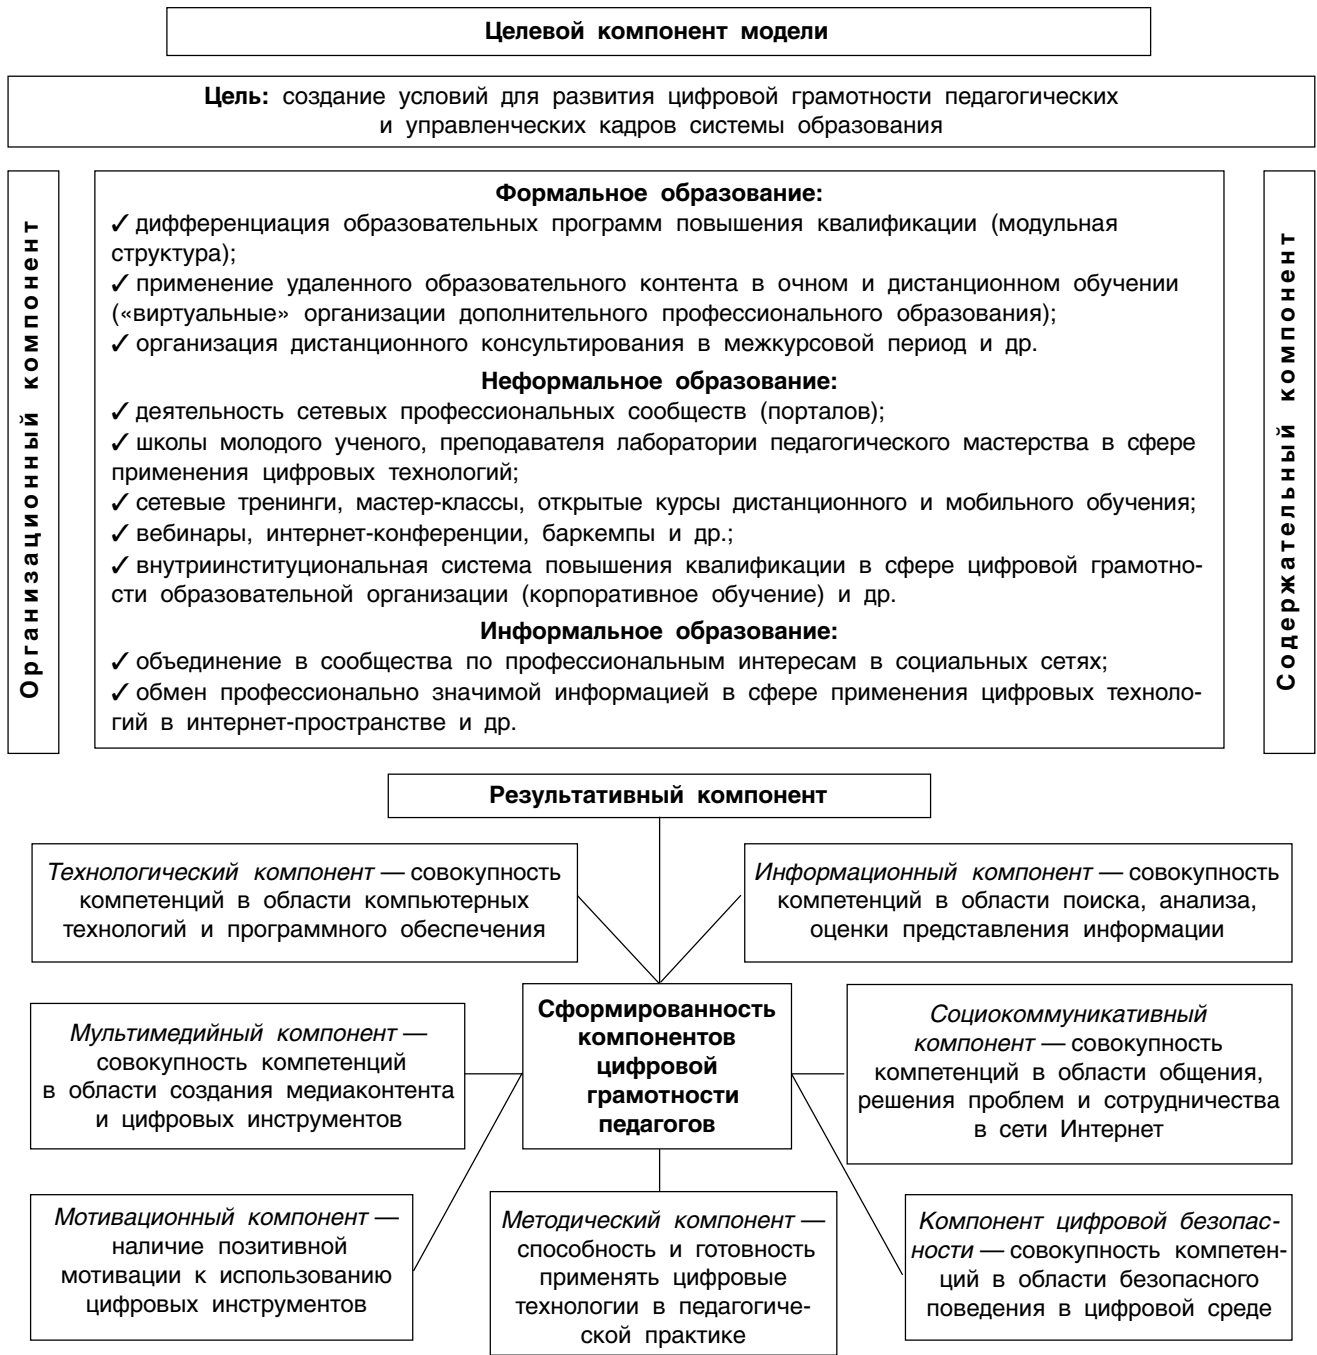 Целевой компонент модели
Цель: создание условий для развития цифровой грамотности педагогических
и управленческих кадров системы образования
Организационный компонент
Формальное образование:
✓ дифференциация образовательных программ повышения квалификации (модульная
структура);
✓ применение удаленного образовательного контента в очном и дистанционном обучении
(«виртуальные» организации дополнительного профессионального образования);
✓ организация дистанционного консультирования в межкурсовой период и др.
Неформальное образование:
✓ деятельность сетевых профессиональных сообществ (порталов);
✓ школы молодого ученого, преподавателя лаборатории педагогического мастерства в сфере
применения цифровых технологий;
✓ сетевые тренинги, мастер-классы, открытые курсы дистанционного и мобильного обучения;
✓ вебинары, интернет-конференции, баркемпы и др.;
✓ внутриинституциональная система повышения квалификации в сфере цифровой грамотно-
сти образовательной организации (корпоративное обучение) и др.
Информальное образование:
✓ объединение в сообщества по профессиональным интересам в социальных сетях;
✓ обмен профессионально значимой информацией в сфере применения цифровых техноло-
гий в интернет-пространстве и др.
Содержательный компонент
Результативный компонент
Технологический компонент — совокупность
компетенций в области компьютерных
технологий и программного обеспечения
Информационный компонент — совокупность
компетенций в области поиска, анализа,
оценки представления информации
Мультимедийный компонент —
совокупность компетенций
в области создания медиаконтента
и цифровых инструментов
Сформированность
компонентов
цифровой
грамотности
педагогов
Социокоммуникативный
компонент — совокупность
компетенций в области общения,
решения проблем и сотрудничества
в сети Интернет
Мотивационный компонент —
наличие позитивной
мотивации к использованию
цифровых инструментов
Методический компонент —
способность и готовность
применять цифровые
технологии в педагогиче-
ской практике
Компонент цифровой безопас-
ности — совокупность компетен-
ций в области безопасного
поведения в цифровой среде